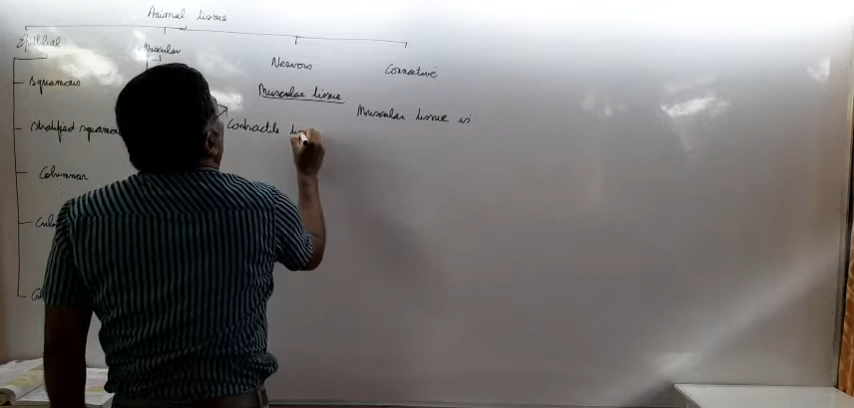 Animal tissue
Epithelial
Muscular
Nervous
Connective
Squamous
Muscular tissue
Muscular tissue is
Stratified squamous
Contractile
Columnar